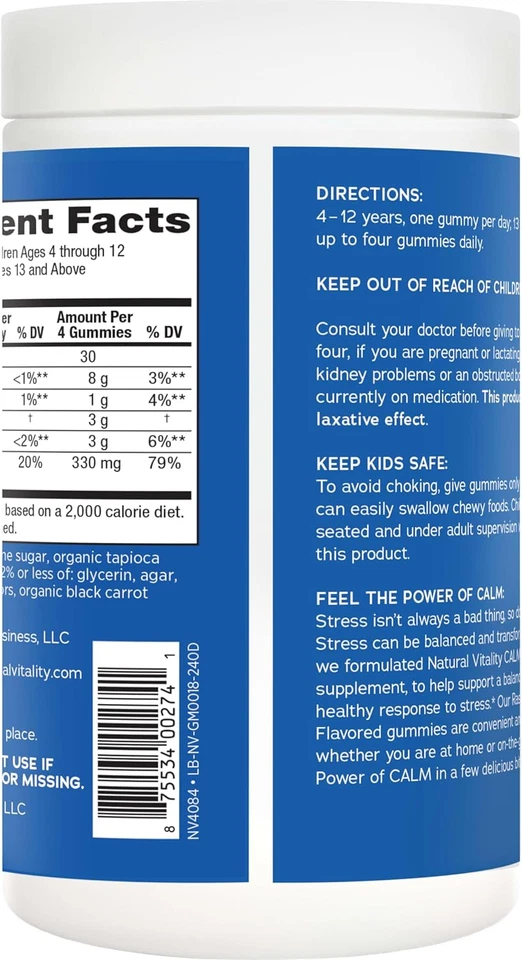 ent Facts
dren Ages 4 through 12
es 13 and Above
er Amount Per
y % DV 4 Gummies % DV
30
<1%** 8 g 3%**
1%** 1 g 4%**
† 3 g †
<2%** 3 g 6%**
20% 330 mg 79%
based on a 2,000 calorie diet.
ed.
ne sugar, organic tapioca
2% or less of: glycerin, agar,
ors, organic black carrot
siness, LLC
alvitality.com
place.
T USE IF
OR MISSING.
LLC
8 75534 00274 1
NV4084 • LB-NV-GM0018-240D
DIRECTIONS:
4–12 years, one gummy per day; 13
up to four gummies daily.
KEEP OUT OF REACH OF CHILDR
Consult your doctor before giving to
four, if you are pregnant or lactating
kidney problems or an obstructed bo
currently on medication. This produ
laxative effect.
KEEP KIDS SAFE:
To avoid choking, give gummies only
can easily swallow chewy foods. Chi
seated and under adult supervision
this product.
FEEL THE POWER OF CALM:
Stress isn't always a bad thing, so do
Stress can be balanced and transfor
we formulated Natural Vitality CALM
supplement, to help support a balanc
healthy response to stress.* Our Ras
Flavored gummies are convenient an
whether you are at home or on-the-g
Power of CALM in a few delicious bit